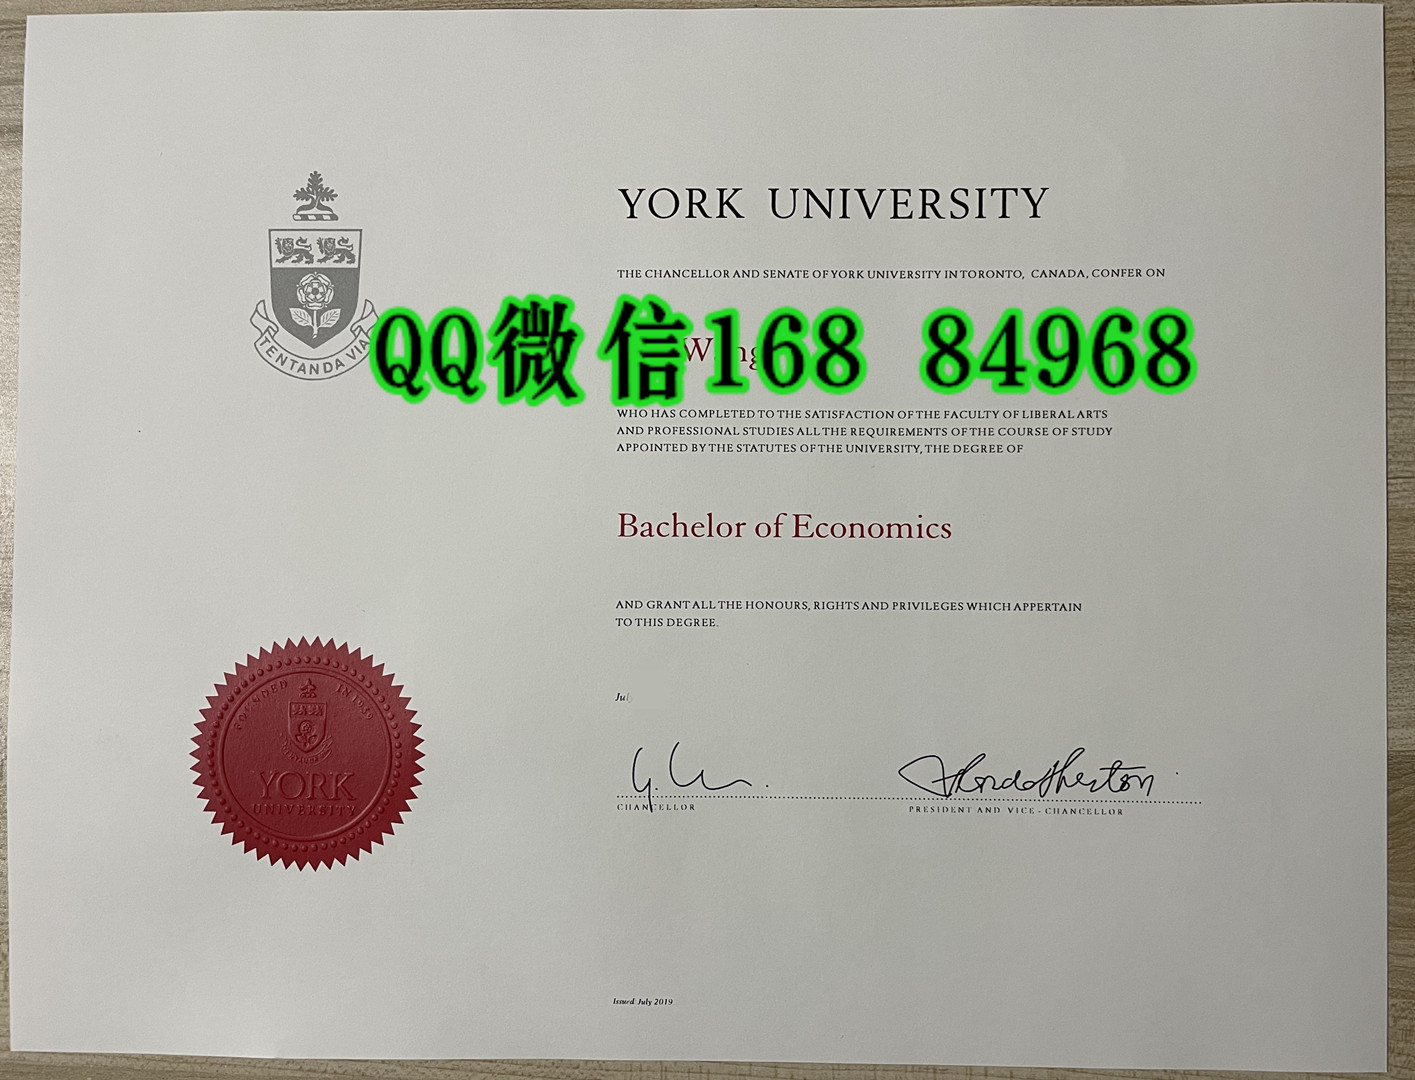 YORK UNIVERSITY
THE CHANCELLOR AND SENATE OF YORK UNIVERSITY IN TORONTO, CANADA, CONFER ON
QQ微信168 84968
WHO HAS COMPLETED TO THE SATISFACTION OF THE FACULTY OF LIBERAL ARTS
AND PROFESSIONAL STUDIES ALL THE REQUIREMENTS OF THE COURSE OF STUDY
APPOINTED BY THE STATUTES OF THE UNIVERSITY, THE DEGREE OF
Bachelor of Economics
AND GRANT ALL THE HONOURS, RIGHTS AND PRIVILEGES WHICH APPERTAIN
TO THIS DEGREE.
July
CHANCELLOR
PRESIDENT AND VICE-CHANCELLOR
Issued: July 2019
TENTANDA VIA
FOUNDED IN 1959
YORK
UNIVERSITY